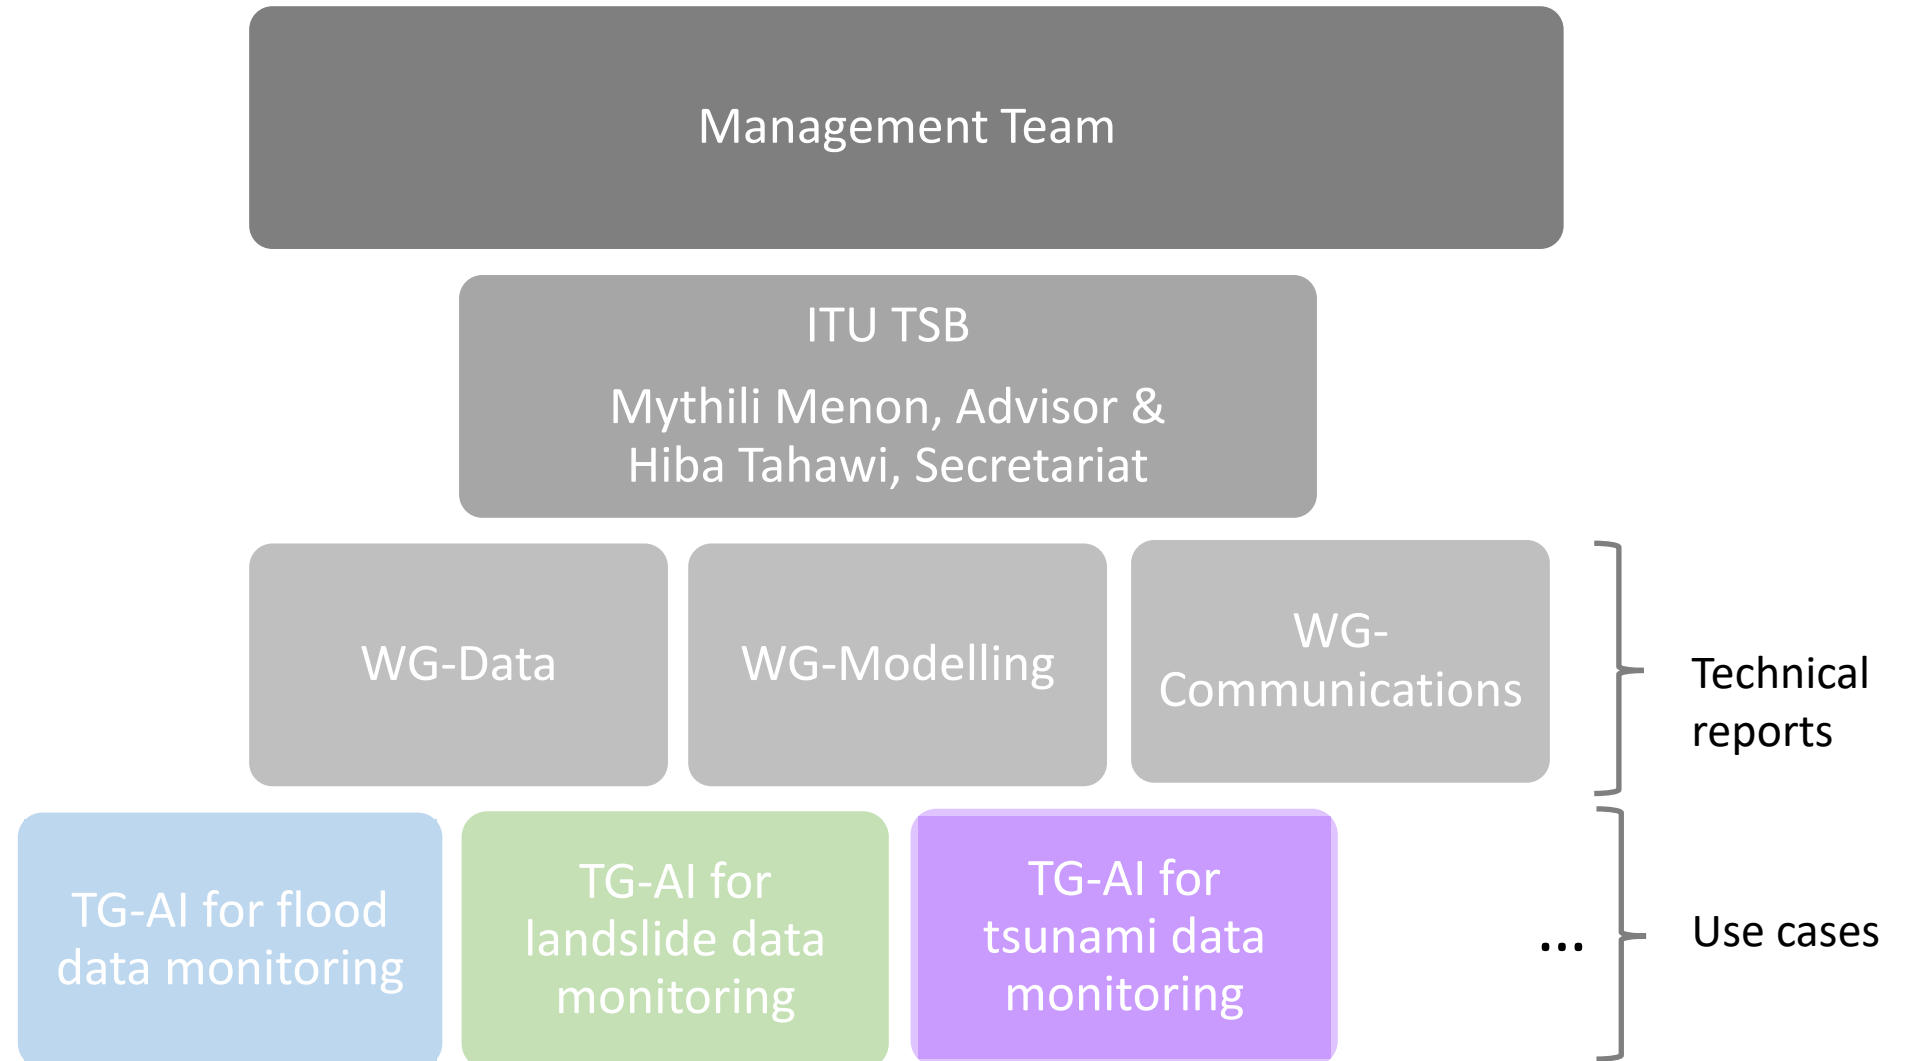 Management Team
ITU TSB
Mythili Menon, Advisor &
Hiba Tahawi, Secretariat
WG-Data
WG-Modelling
WG-
Communications
Technical
reports
TG-AI for flood
data monitoring
TG-AI for
landslide data
monitoring
TG-AI for
tsunami data
monitoring
...
Use cases